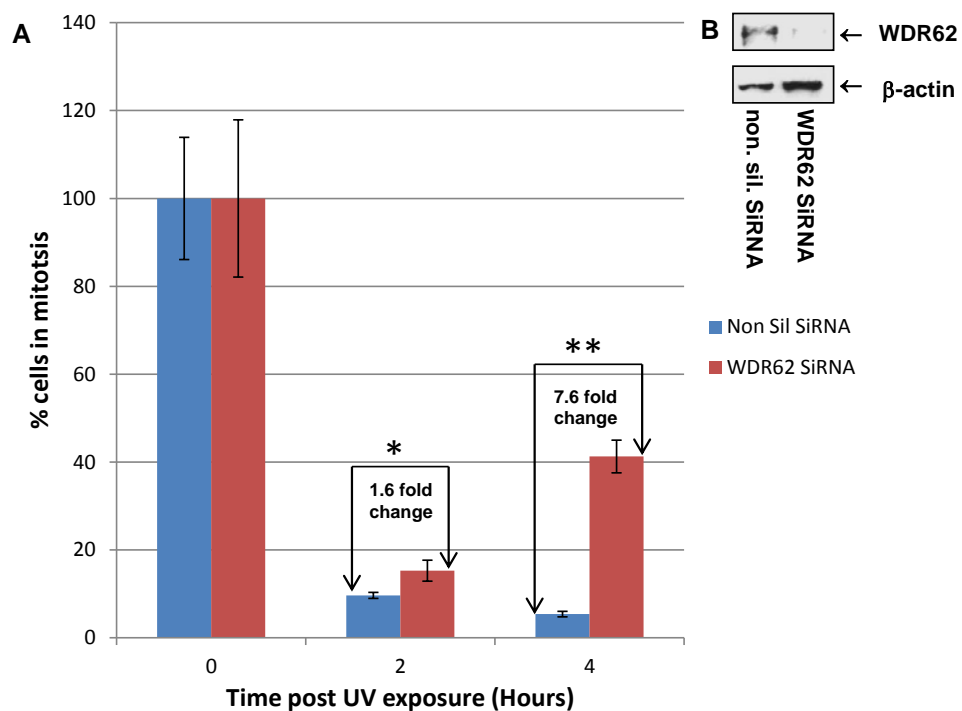 A
140
120
100
80
60
40
20
0
% cells in mitotsis
*
1.6 fold
change
**
7.6 fold
change
0 2 4
Time post UV exposure (Hours)
B
← WDR62
← β-actin
non. sil. SiRNA
WDR62 SiRNA
Non Sil SiRNA
WDR62 SiRNA